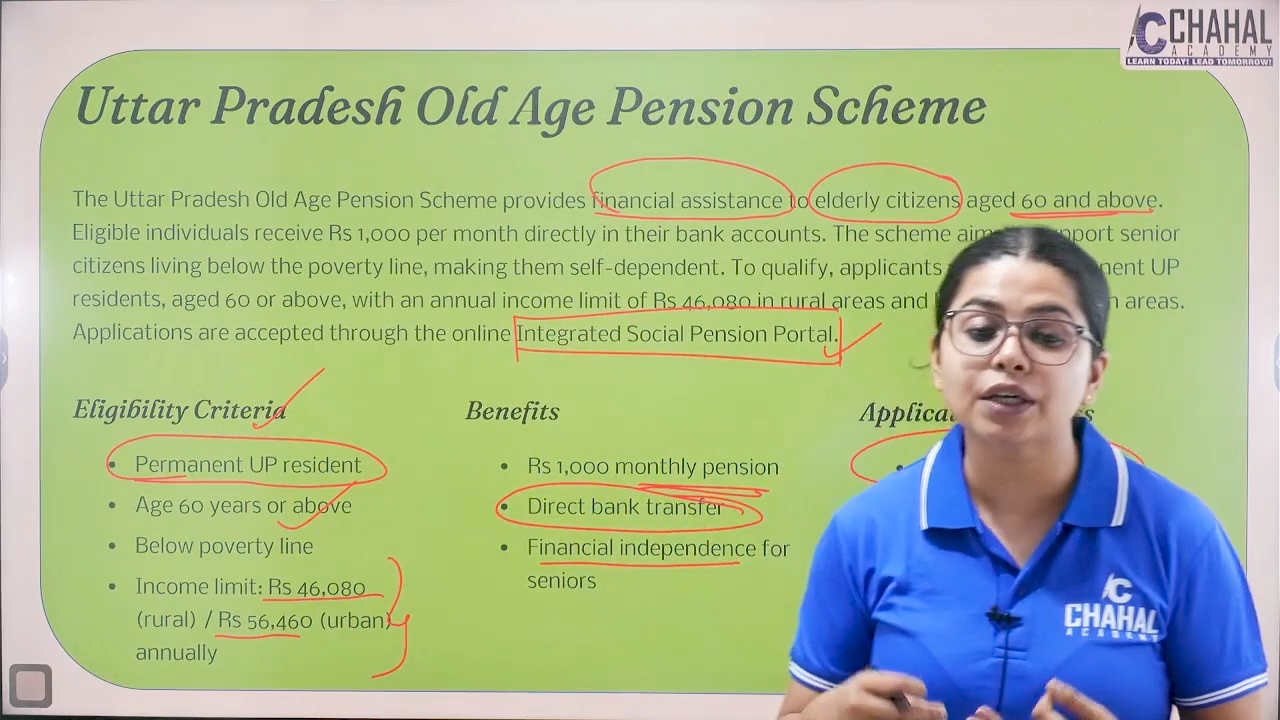 CHAHAL
ACADEMY
LEARN TODAY! LEAD TOMORROW!
Uttar Pradesh Old Age Pension Scheme
The Uttar Pradesh Old Age Pension Scheme provides financial assistance to elderly citizens aged 60 and above.
Eligible individuals receive Rs 1,000 per month directly in their bank accounts. The scheme support senior
citizens living below the poverty line, making them self-dependent. To qualify, applicants UP
residents, aged 60 or above, with an annual income limit of Rs 46,080 in rural areas and areas.
Applications are accepted through the online Integrated Social Pension Portal.
Eligibility Criteria
• Permanent UP resident
• Age 60 years or above
• Below poverty line
• Income limit: Rs 46,080
(rural) / Rs 56,460 (urban)
annually
Benefits
• Rs 1,000 monthly pension
• Direct bank transfer
• Financial independence for
seniors
CHAHAL
ACADEMY